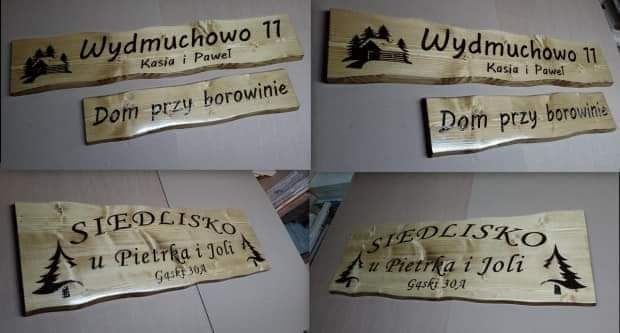 Wydmuchowo 11
Kasia i Paweł
Dom przy borowinie
Wydmuchowo 11
Kasia i Paweł
Dom przy borowinie
SIEDLISKO
u Pietrka i Joli
Gąski 30A
SIEDLISKO
u Pietrka i Joli
Gąski 30A